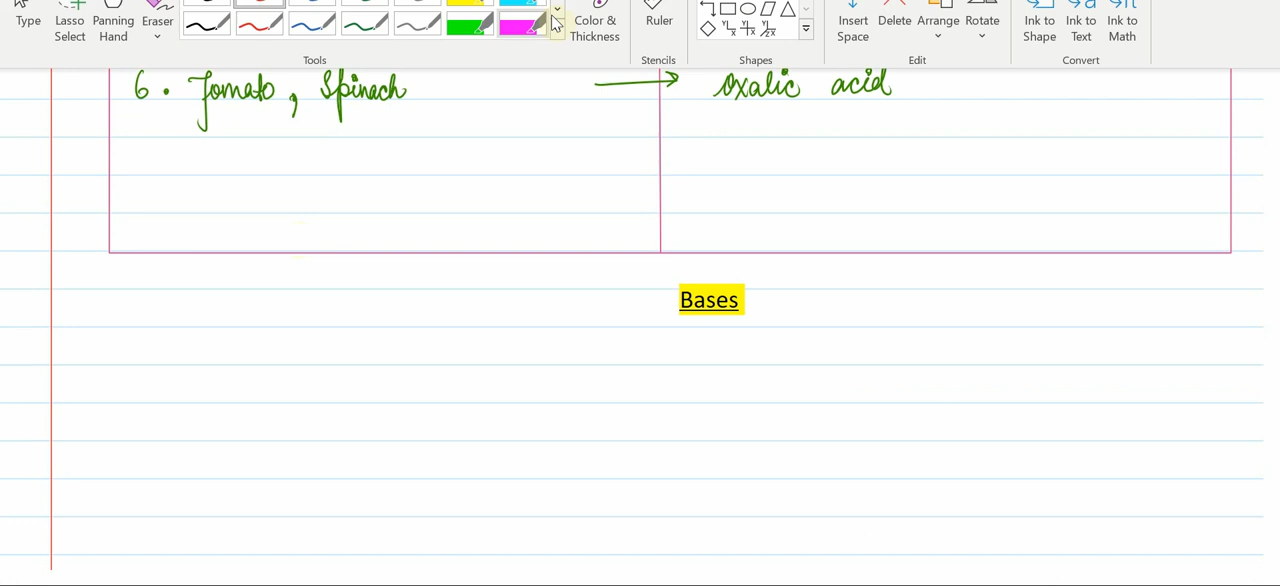 Type Lasso Select Panning Hand Eraser Color & Thickness Ruler Insert Space Delete Arrange Rotate Ink to Shape Ink to Text Ink to Math
Tools Stencils Shapes Edit Convert
6. Tomato, Spinach → Oxalic acid
Bases